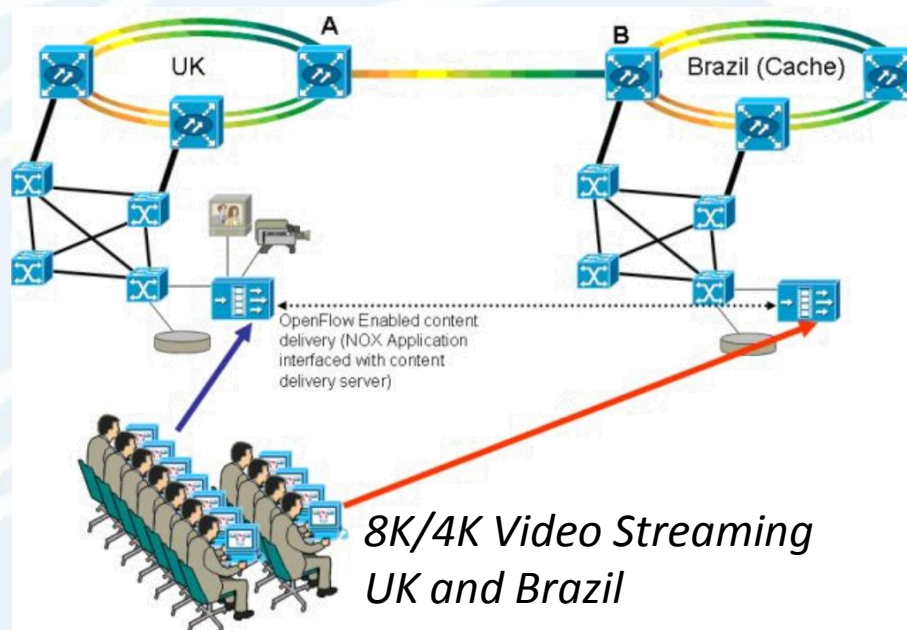 A
B
UK
Brazil (Cache)
OpenFlow Enabled content
delivery (NOX Application
interfaced with content
delivery server)
8K/4K Video Streaming
UK and Brazil